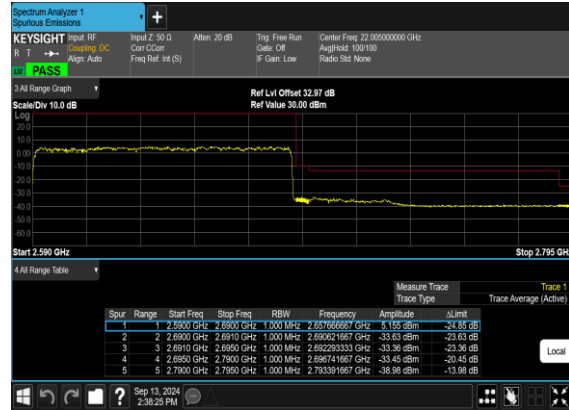 Spectrum Analyzer 1
Spurious Emissions
+
KEYSIGHT Input: RF Input Z: 50 Ω Atten: 20 dB Trig: Free Run Center Freq: 22.005000000 GHz
R T Coupling: DC Corr CCorr Gate: Off Avg|Hold: 100/100
Align: Auto Freq Ref: Int (S) IF Gain: Low Radio Std: None
LM PASS
3 All Range Graph
Ref Lvl Offset 32.97 dB
Scale/Div 10.0 dB Ref Value 30.00 dBm
Log
20.0
10.0
0.00
-10.0
-20.0
-30.0
-40.0
-50.0
-60.0
Start 2.590 GHz Stop 2.795 GH
4 All Range Table
Measure Trace Trace 1
Trace Type Trace Average (Active)
Spur Range Start Freq Stop Freq RBW Frequency Amplitude ΔLimit
1 1 2.5900 GHz 2.6900 GHz 1.000 MHz 2.657666667 GHz 5.155 dBm -24.85 dB
2 2 2.6900 GHz 2.6910 GHz 1.000 MHz 2.690621667 GHz -33.63 dBm -23.63 dB
3 3 2.6910 GHz 2.6950 GHz 1.000 MHz 2.692293333 GHz -33.36 dBm -23.36 dB
4 4 2.6950 GHz 2.7900 GHz 1.000 MHz 2.696741667 GHz -33.45 dBm -20.45 dB
5 5 2.7900 GHz 2.7950 GHz 1.000 MHz 2.793391667 GHz -38.98 dBm -13.98 dB
Local
? Sep 13, 2024
2:38:25 PM